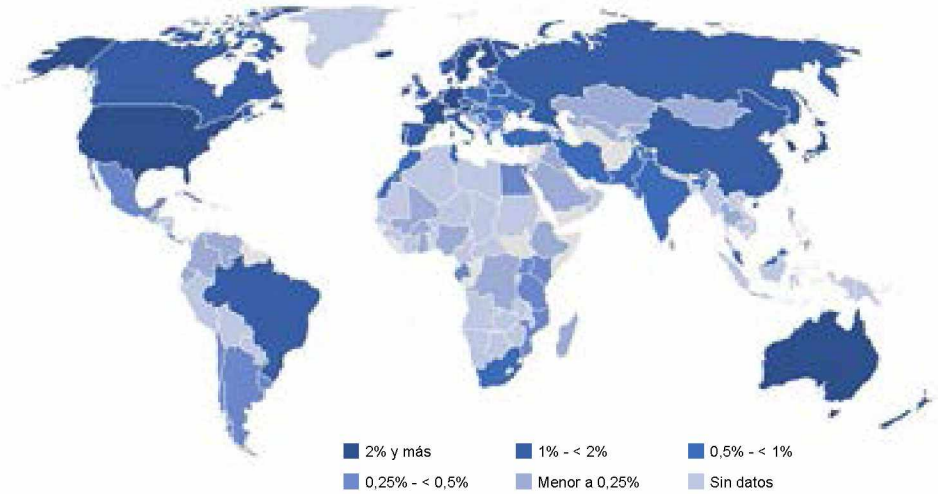 2% y más
1% - < 2%
0,5% - < 1%
0,25% - < 0,5%
Menor a 0,25%
Sin datos